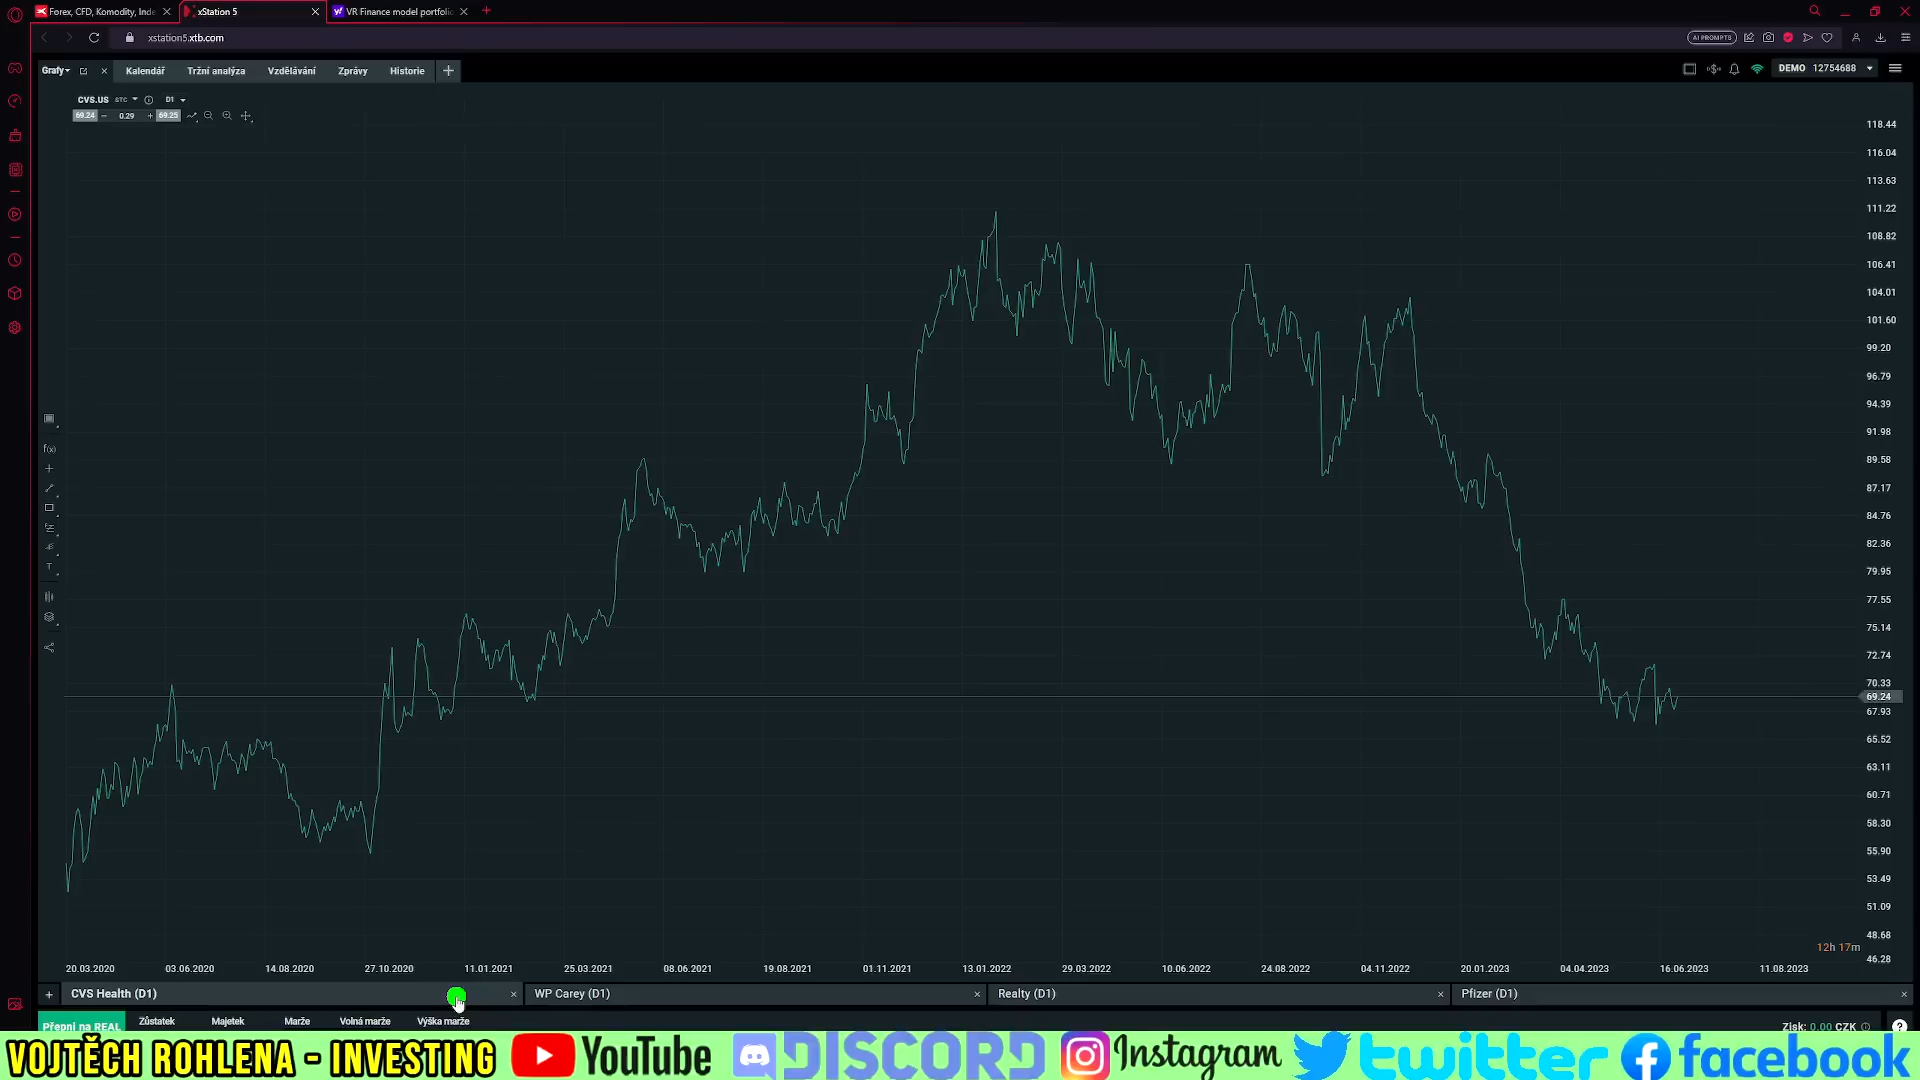 Forex, CFD, Komodity, Inde
xStation 5
VR Finance model portfolio
xstation5.xtb.com
AI PROMPTS
Grafy
Kalendář
Tržní analýza
Vzdělávání
Zprávy
Historie
DEMO 12754688
CVS.US STC D1
69.24 − 0.29 + 69.25
118.44
116.04
113.63
111.22
108.82
106.41
104.01
101.60
99.20
96.79
94.39
91.98
89.58
87.17
84.76
82.36
79.95
77.55
75.14
72.74
70.33
69.24
67.93
65.52
63.11
60.71
58.30
55.90
53.49
51.09
48.68
46.28
f(x)
T
12h 17m
20.03.2020 03.06.2020 14.08.2020 27.10.2020 11.01.2021 25.03.2021 08.06.2021 19.08.2021 01.11.2021 13.01.2022 29.03.2022 10.06.2022 24.08.2022 04.11.2022 20.01.2023 04.04.2023 16.06.2023 11.08.2023
CVS Health (D1)
WP Carey (D1)
Realty (D1)
Pfizer (D1)
Přepni na REAL
Zůstatek
Majetek
Marže
Volná marže
Výška marže
Zisk: 0.00 CZK
VOJTĚCH ROHLENA - INVESTING
YouTube
DISCORD
Instagram
twitter
facebook